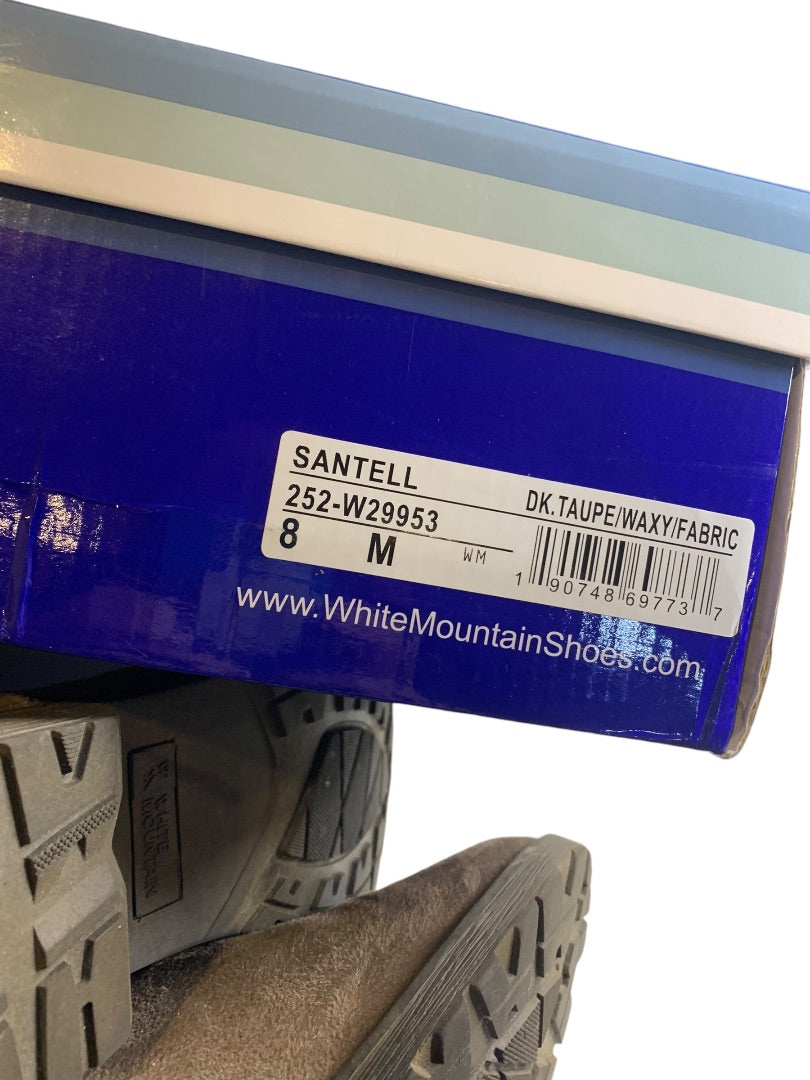 SANTELL
252-W29953
DK.TAUPE/WAXY/FABRIC
8 M WM
1 90748 69773 7
www.WhiteMountainShoes.com
WHITE
MOUNTAIN